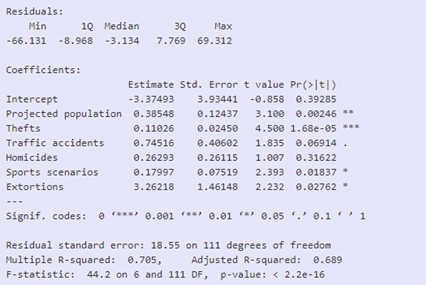 Residuals:
Min 1Q Median 3Q Max
-66.131 -8.968 -3.134 7.769 69.312
Coefficients:
Estimate Std. Error t value Pr(>|t|)
Intercept -3.37493 3.93441 -0.858 0.39285
Projected population 0.38548 0.12437 3.100 0.00246 **
Thefts 0.11026 0.02450 4.500 1.68e-05 ***
Traffic accidents 0.74516 0.40602 1.835 0.06914 .
Homicides 0.26293 0.26115 1.007 0.31622
Sports scenarios 0.17997 0.07519 2.393 0.01837 *
Extortions 3.26218 1.46148 2.232 0.02762 *
---
Signif. codes: 0 ‘***’ 0.001 ‘**’ 0.01 ‘*’ 0.05 ‘.’ 0.1 ‘ ’ 1
Residual standard error: 18.55 on 111 degrees of freedom
Multiple R-squared: 0.705, Adjusted R-squared: 0.689
F-statistic: 44.2 on 6 and 111 DF, p-value: < 2.2e-16